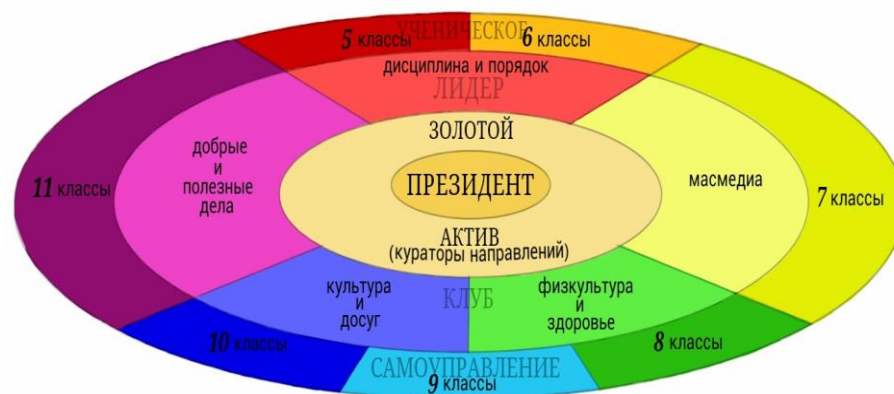 УЧЕНИЧЕСКОЕ
5 классы
6 классы
дисциплина и порядок
ЛИДЕР
ЗОЛОТОЙ
добрые
и
полезные
дела
ПРЕЗИДЕНТ
масмедиа
11 классы
7 классы
АКТИВ
(кураторы направлений)
культура
и
досуг
КЛУБ
физкультура
и
здоровье
10 классы
8 классы
САМОУПРАВЛЕНИЕ
9 классы